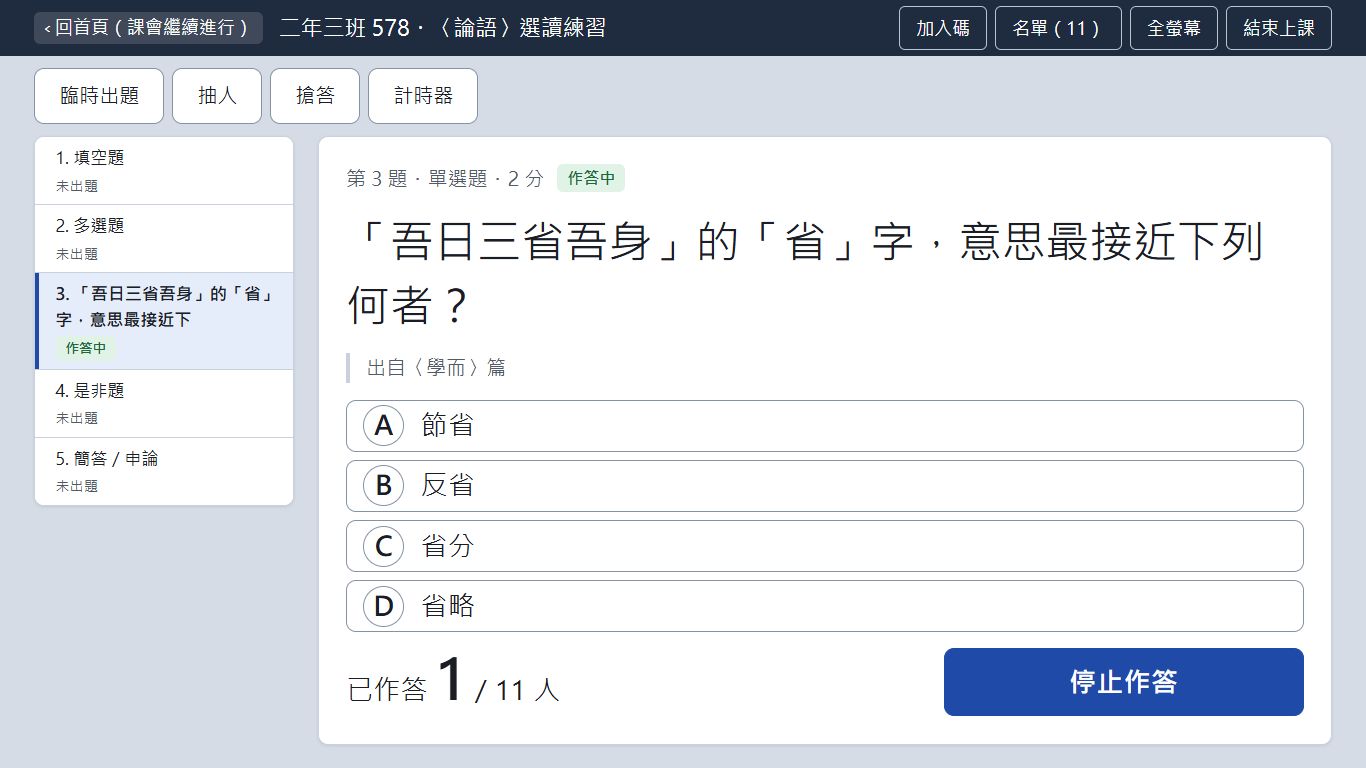 ‹ 回首頁（課會繼續進行）
二年三班 578．〈論語〉選讀練習
加入碼
名單（11）
全螢幕
結束上課
臨時出題
抽人
搶答
計時器
1. 填空題
未出題
2. 多選題
未出題
3.「吾日三省吾身」的「省」
字，意思最接近下
作答中
4. 是非題
未出題
5. 簡答 / 申論
未出題
第 3 題．單選題．2 分 作答中
「吾日三省吾身」的「省」字，意思最接近下列
何者？
出自〈學而〉篇
A 節省
B 反省
C 省分
D 省略
已作答 1 / 11 人
停止作答